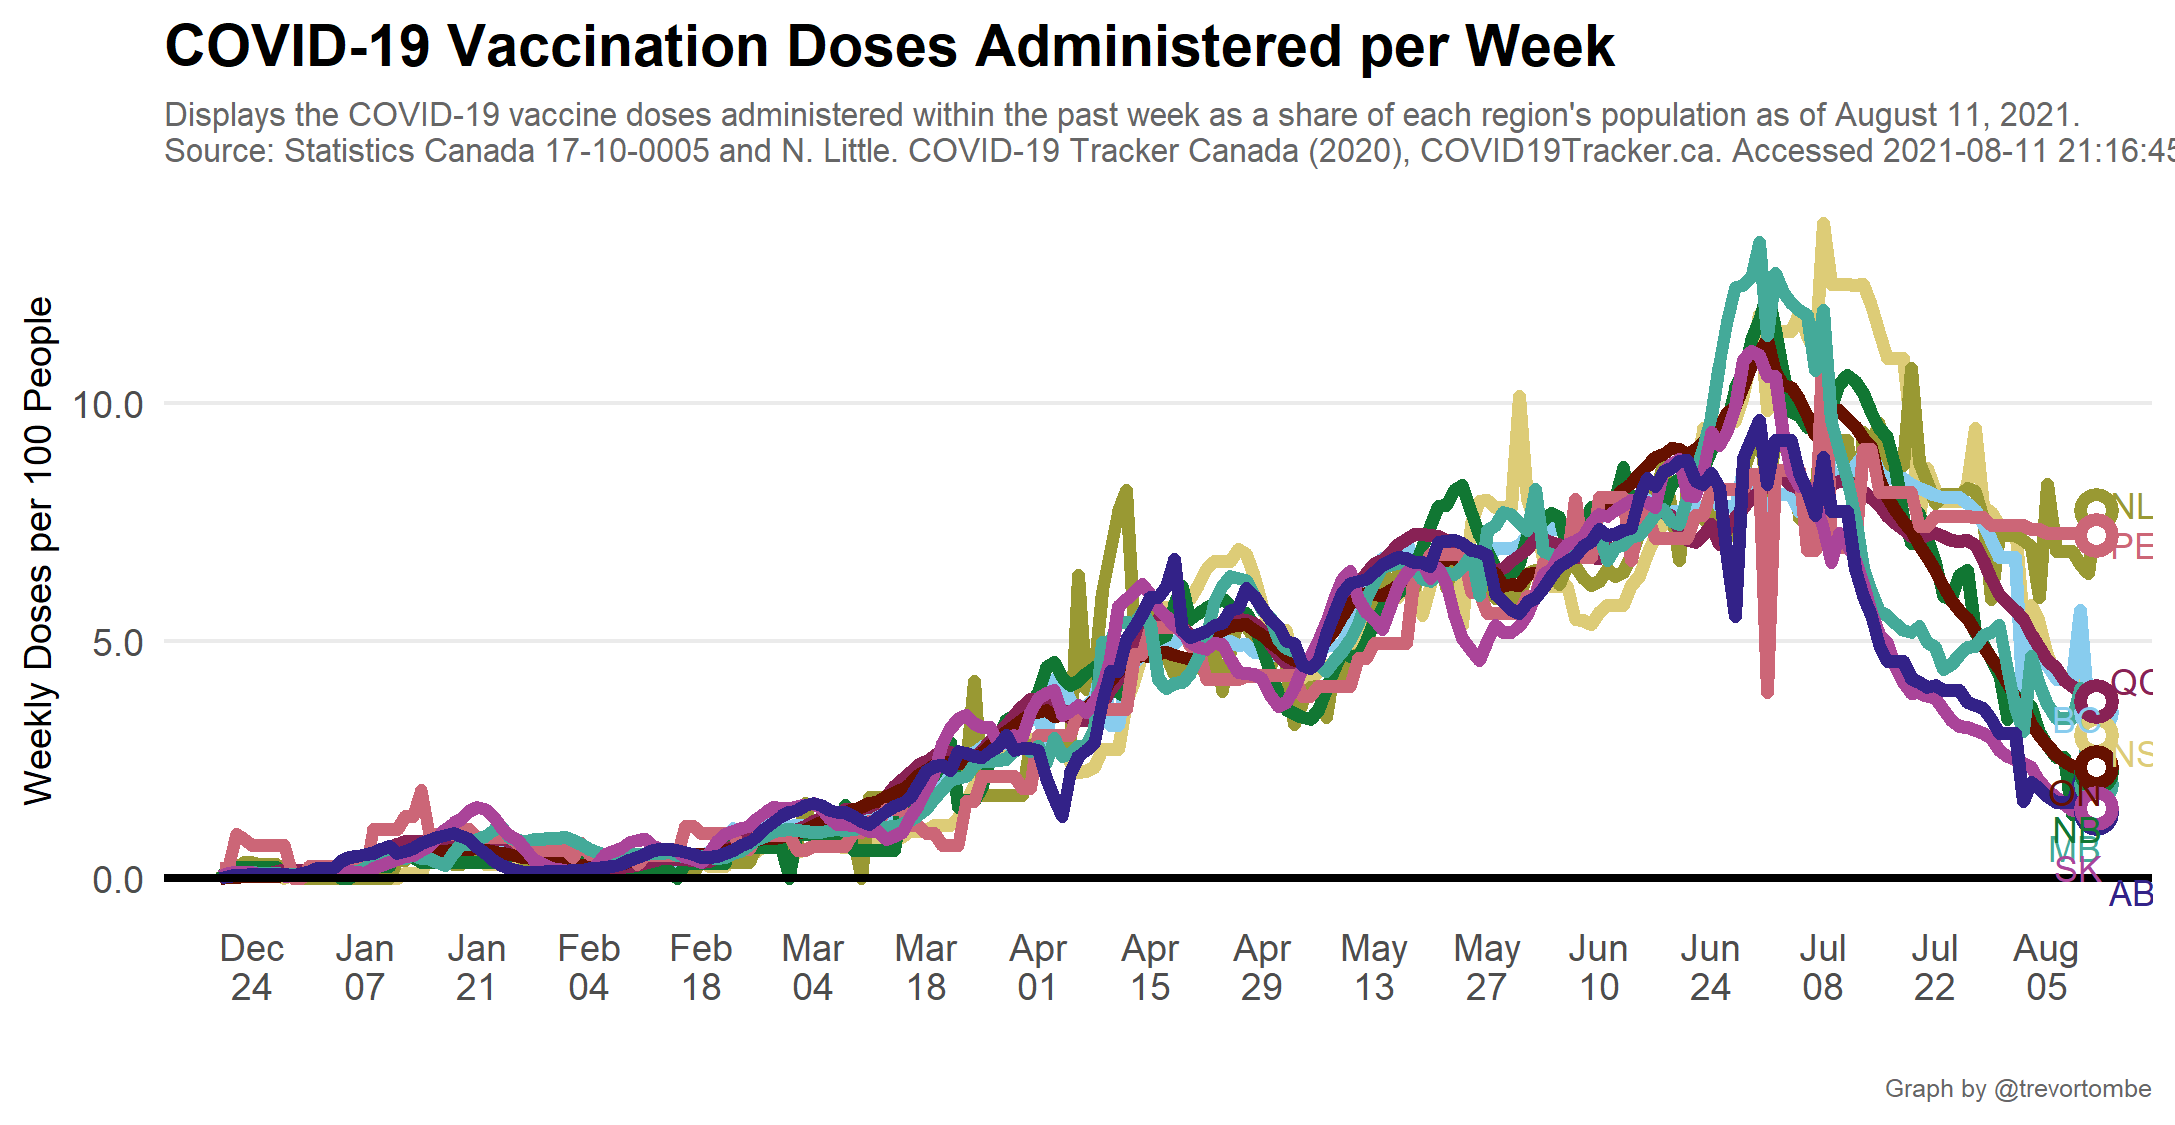 COVID-19 Vaccination Doses Administered per Week
Displays the COVID-19 vaccine doses administered within the past week as a share of each region's population as of August 11, 2021.
Source: Statistics Canada 17-10-0005 and N. Little. COVID-19 Tracker Canada (2020), COVID19Tracker.ca. Accessed 2021-08-11 21:16:45
Weekly Doses per 100 People
10.0
5.0
0.0
NL
PE
QC
BC
NS
ON
NB
MB
SK
AB
Dec 24
Jan 07
Jan 21
Feb 04
Feb 18
Mar 04
Mar 18
Apr 01
Apr 15
Apr 29
May 13
May 27
Jun 10
Jun 24
Jul 08
Jul 22
Aug 05
Graph by @trevortombe